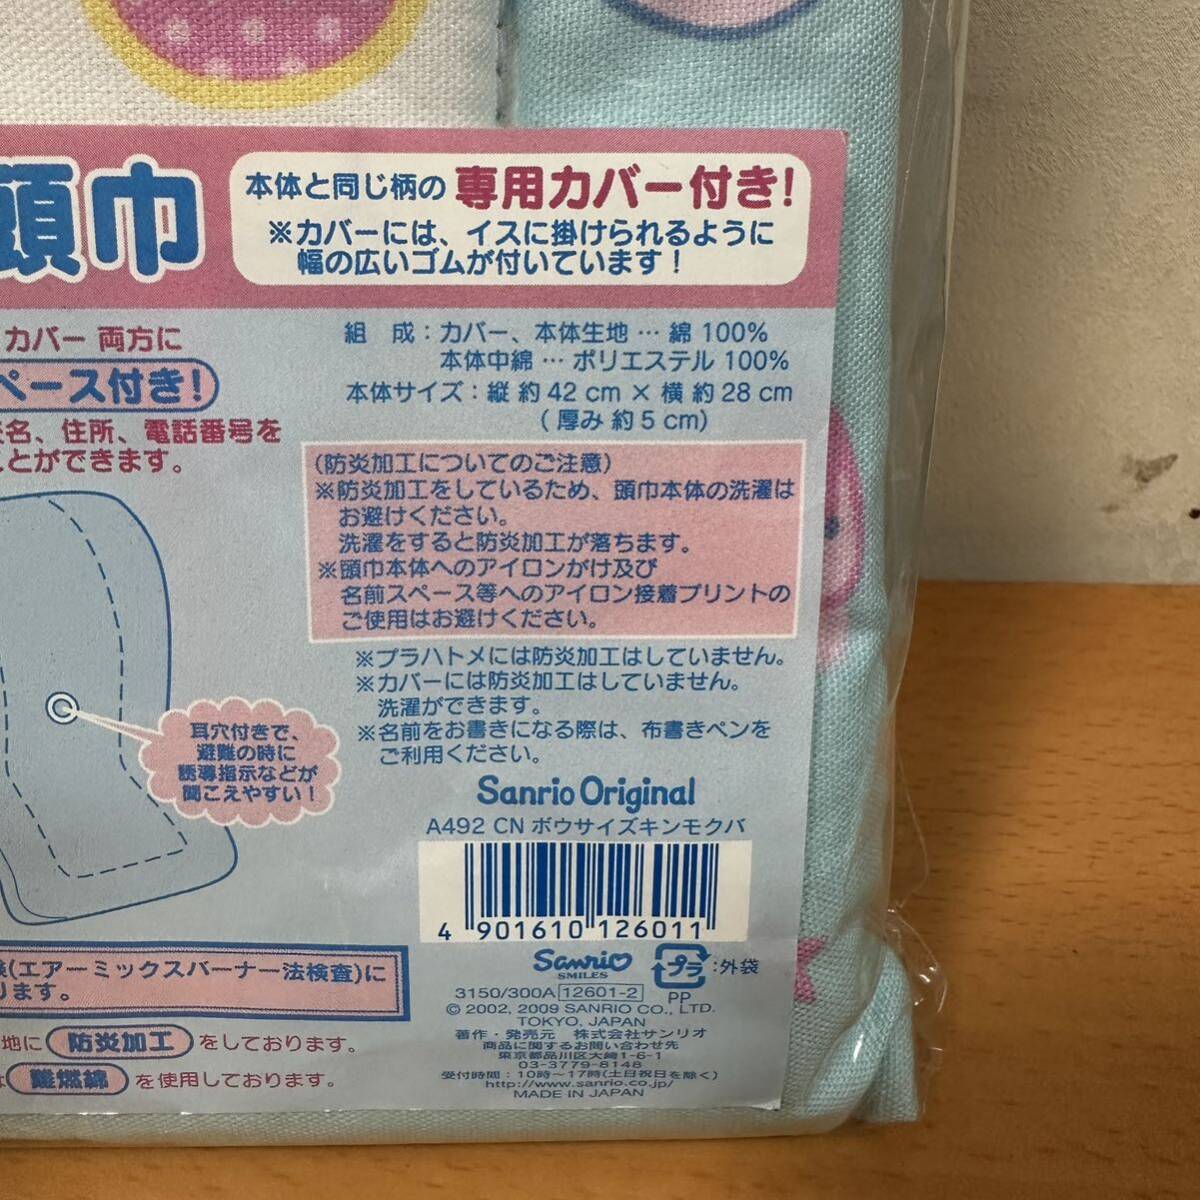 頭巾
本体と同じ柄の 専用カバー付き!
※カバーには、イスに掛けられるように
幅の広いゴムが付いています!
カバー 両方に
ペース付き!
名、住所、電話番号を
とができます。
組 成:カバー、本体生地 … 綿 100%
本体中綿 … ポリエステル 100%
本体サイズ:縦 約42 cm × 横 約28 cm
(厚み 約5 cm)
(防炎加工についてのご注意)
※防炎加工をしているため、頭巾本体の洗濯は
お避けください。
洗濯をすると防炎加工が落ちます。
※頭巾本体へのアイロンがけ及び
名前スペース等へのアイロン接着プリントの
ご使用はお避けください。
※プラハトメには防炎加工はしていません。
※カバーには防炎加工はしていません。
洗濯ができます。
※名前をお書きになる際は、布書きペンを
ご利用ください。
耳穴付きで、
避難の時に
誘導指示などが
聞こえやすい!
Sanrio Original
A492 CN ボウサイズキンモクバ
4 901610 126011
(エアーミックスバーナー法検査)に
ります。
地に 防炎加工 をしております。
は 難燃綿 を使用しております。
Sanrio
SMILES
プラ :外袋
PP
3150/300A 12601-2
© 2002, 2009 SANRIO CO., LTD.
TOKYO, JAPAN
著作・発売元 株式会社サンリオ
商品に関するお問い合わせ先
東京都品川区大崎1-6-1
03-3779-8148
受付時間:10時~17時(土日祝日を除く)
http://www.sanrio.co.jp/
MADE IN JAPAN